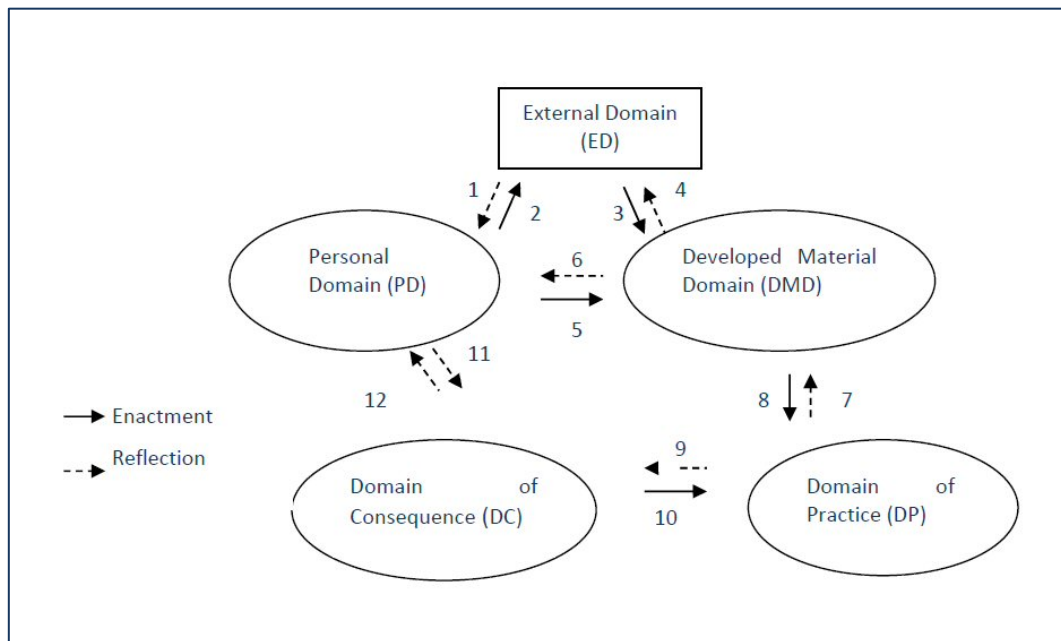 External Domain
(ED)
1
2
3
4
Personal
Domain (PD)
6
5
Developed Material
Domain (DMD)
11
12
8
7
Enactment
Reflection
9
10
Domain of
Consequence (DC)
Domain of
Practice (DP)